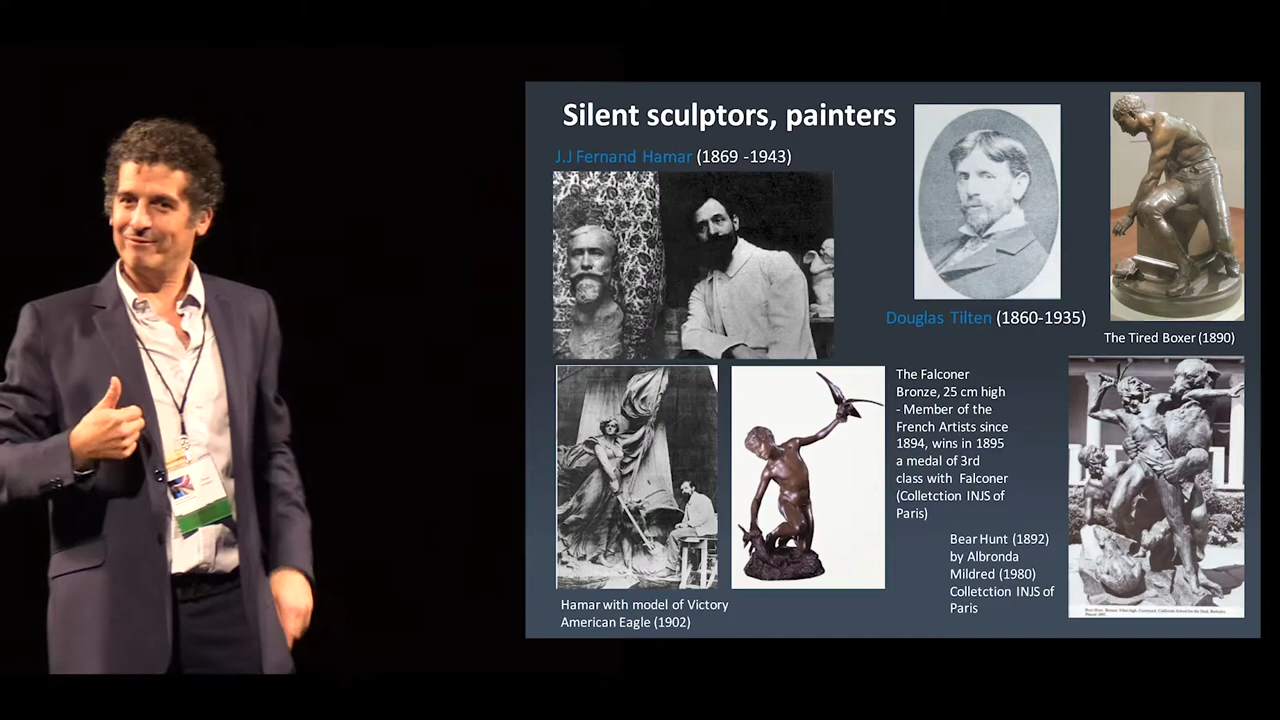 Silent sculptors, painters
J.J Fernand Hamar (1869 -1943)
Douglas Tilten (1860-1935)
The Tired Boxer (1890)
The Falconer
Bronze, 25 cm high
- Member of the
French Artists since
1894, wins in 1895
a medal of 3rd
class with Falconer
(Colletction INJS of
Paris)
Bear Hunt (1892)
by Albronda
Mildred (1980)
Colletction INJS of
Paris
Hamar with model of Victory
American Eagle (1902)